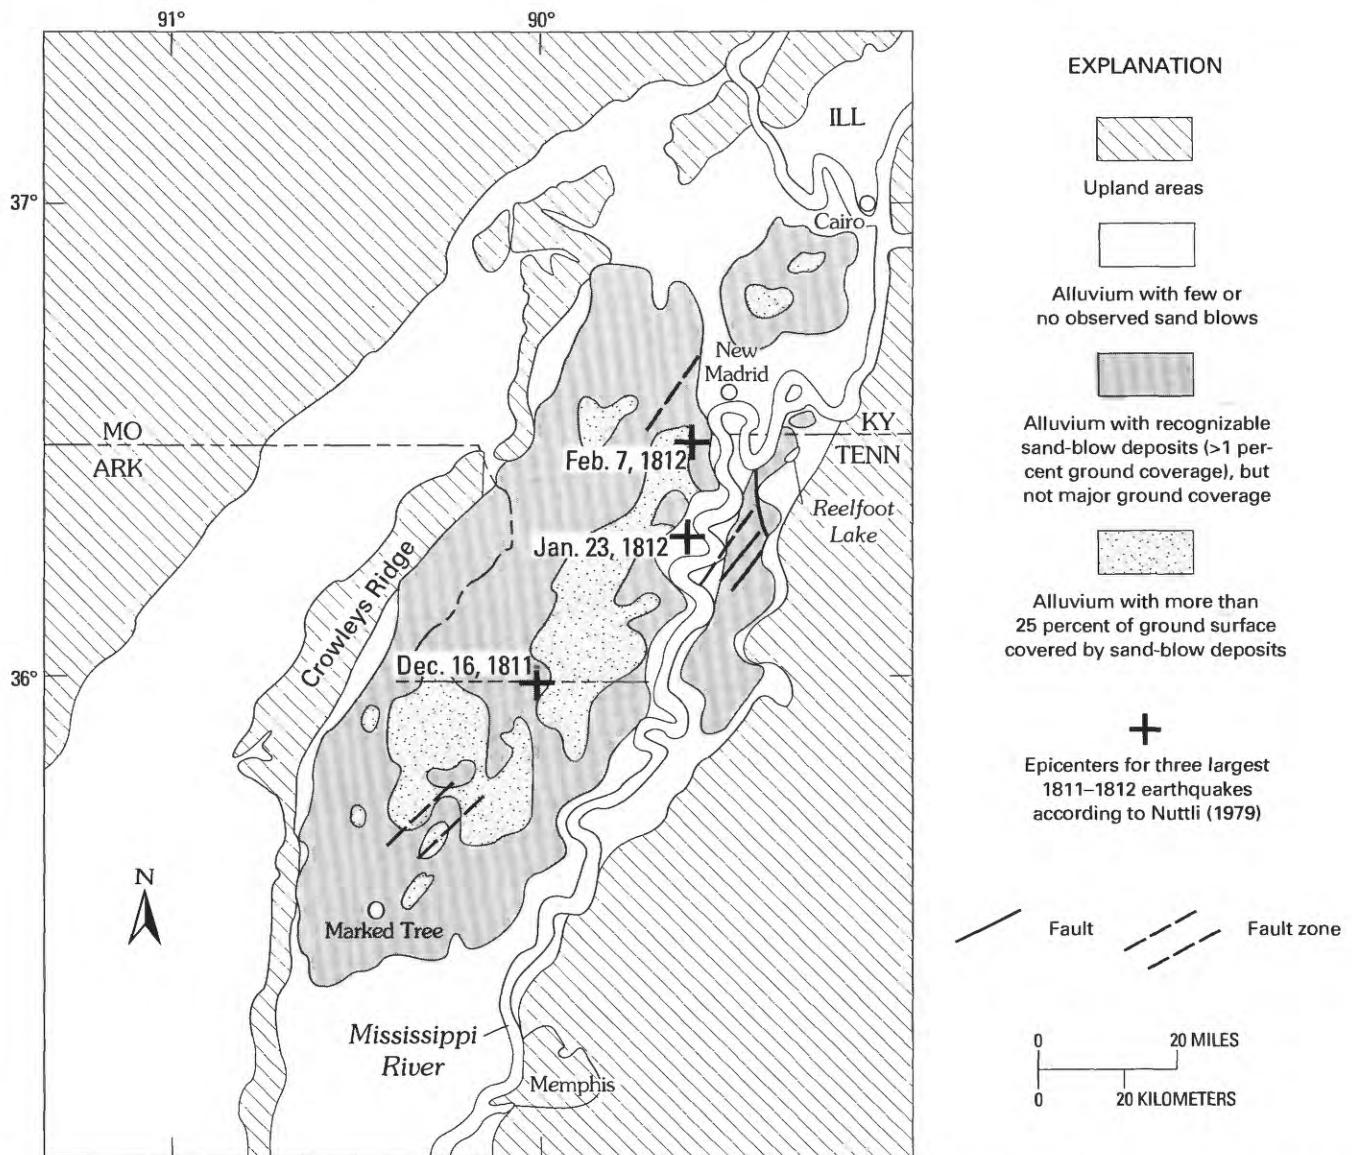 91°
90°
37°
36°
ILL
Cairo
New
Madrid
MO
ARK
KY
TENN
Feb. 7, 1812
Reelfoot
Lake
Jan. 23, 1812
Crowleys Ridge
Dec. 16, 1811
N
Marked Tree
Mississippi
River
Memphis
EXPLANATION
Upland areas
Alluvium with few or
no observed sand blows
Alluvium with recognizable
sand-blow deposits (>1 per-
cent ground coverage), but
not major ground coverage
Alluvium with more than
25 percent of ground surface
covered by sand-blow deposits
Epicenters for three largest
1811–1812 earthquakes
according to Nuttli (1979)
Fault
Fault zone
0 20 MILES
0 20 KILOMETERS